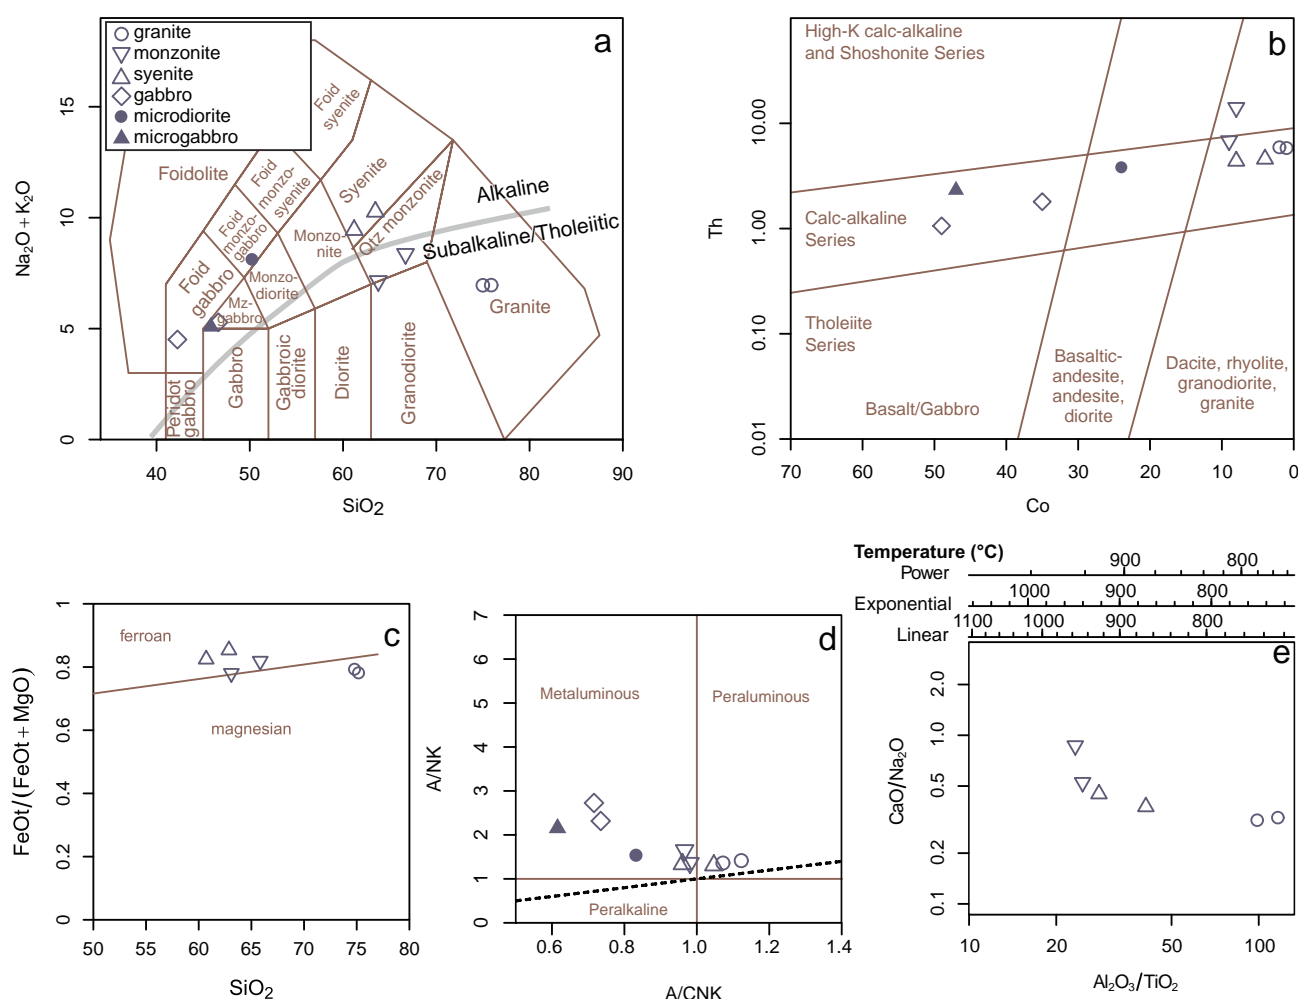 a
granite
monzonite
syenite
gabbro
microdiorite
microgabbro
Foid
syenite
Foidolite
Foid
monzo-
syenite
Syenite
Foid
monzo-
gabbro
Monzo-
nite
Qtz monzonite
Alkaline
Subalkaline/Tholeiitic
Foid
gabbro
Monzo-
diorite
Mz-
gabbro
Granite
Peridot
gabbro
Gabbro
Gabbroic
diorite
Diorite
Granodiorite
Na2O + K2O
0
5
10
15
40
50
60
70
80
90
SiO2
b
High-K calc-alkaline
and Shoshonite Series
Calc-alkaline
Series
Tholeiite
Series
Basalt/Gabbro
Basaltic-
andesite,
andesite,
diorite
Dacite, rhyolite,
granodiorite,
granite
Th
10.00
1.00
0.10
0.01
70
60
50
40
30
20
10
0
Co
c
ferroan
magnesian
FeOt/(FeOt + MgO)
0
0.2
0.4
0.6
0.8
1
50
55
60
65
70
75
80
SiO2
d
Metaluminous
Peraluminous
Peralkaline
A/NK
0
1
2
3
4
5
6
7
0.6
0.8
1.0
1.2
1.4
A/CNK
Temperature (°C)
Power
900
800
Exponential
1000
900
800
Linear
1100
1000
900
800
e
CaO/Na2O
2.0
1.0
0.5
0.2
0.1
10
20
50
100
Al2O3/TiO2